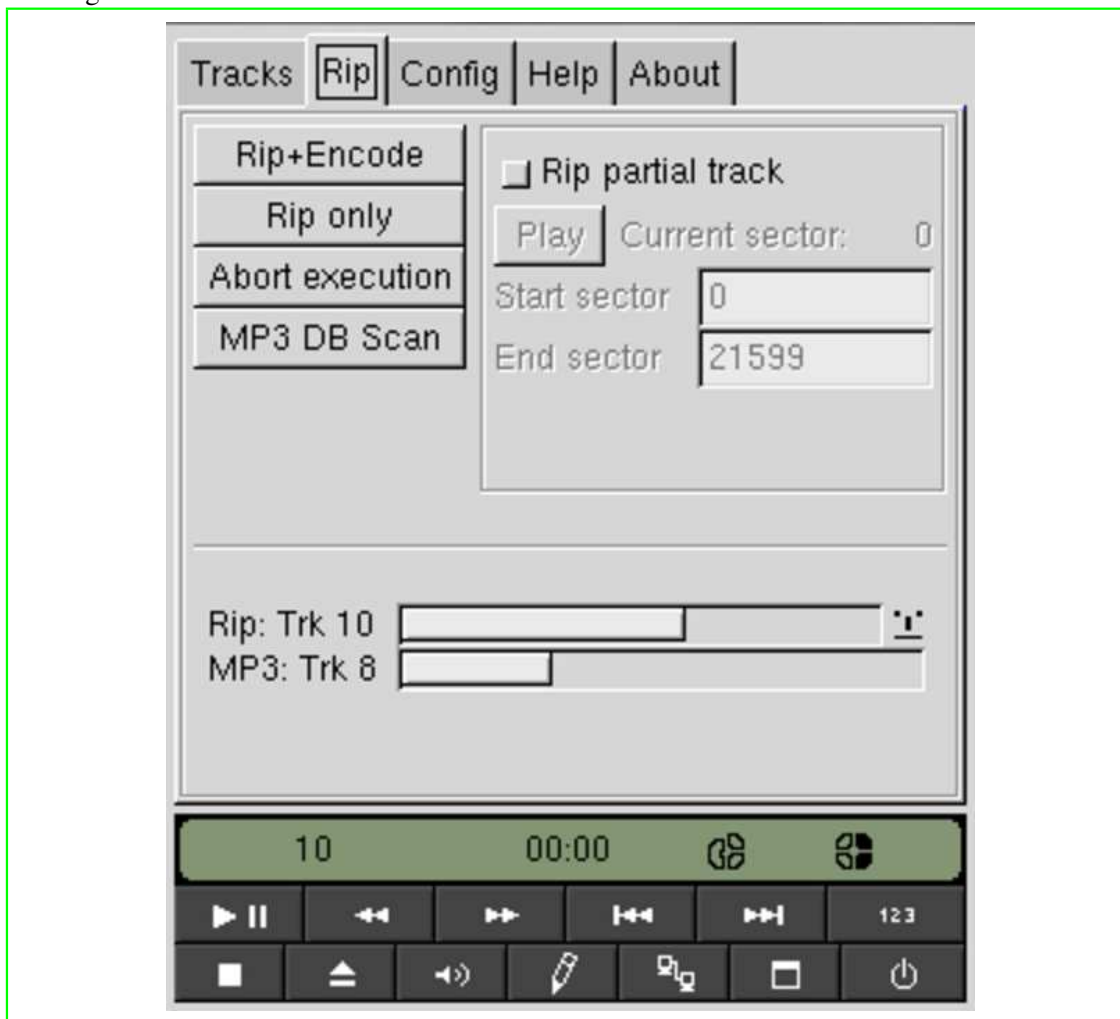 Tracks Rip Config Help About
Rip+Encode
Rip only
Abort execution
MP3 DB Scan
Rip partial track
Play Current sector: 0
Start sector 0
End sector 21599
Rip: Trk 10
MP3: Trk 8
10 00:00
123